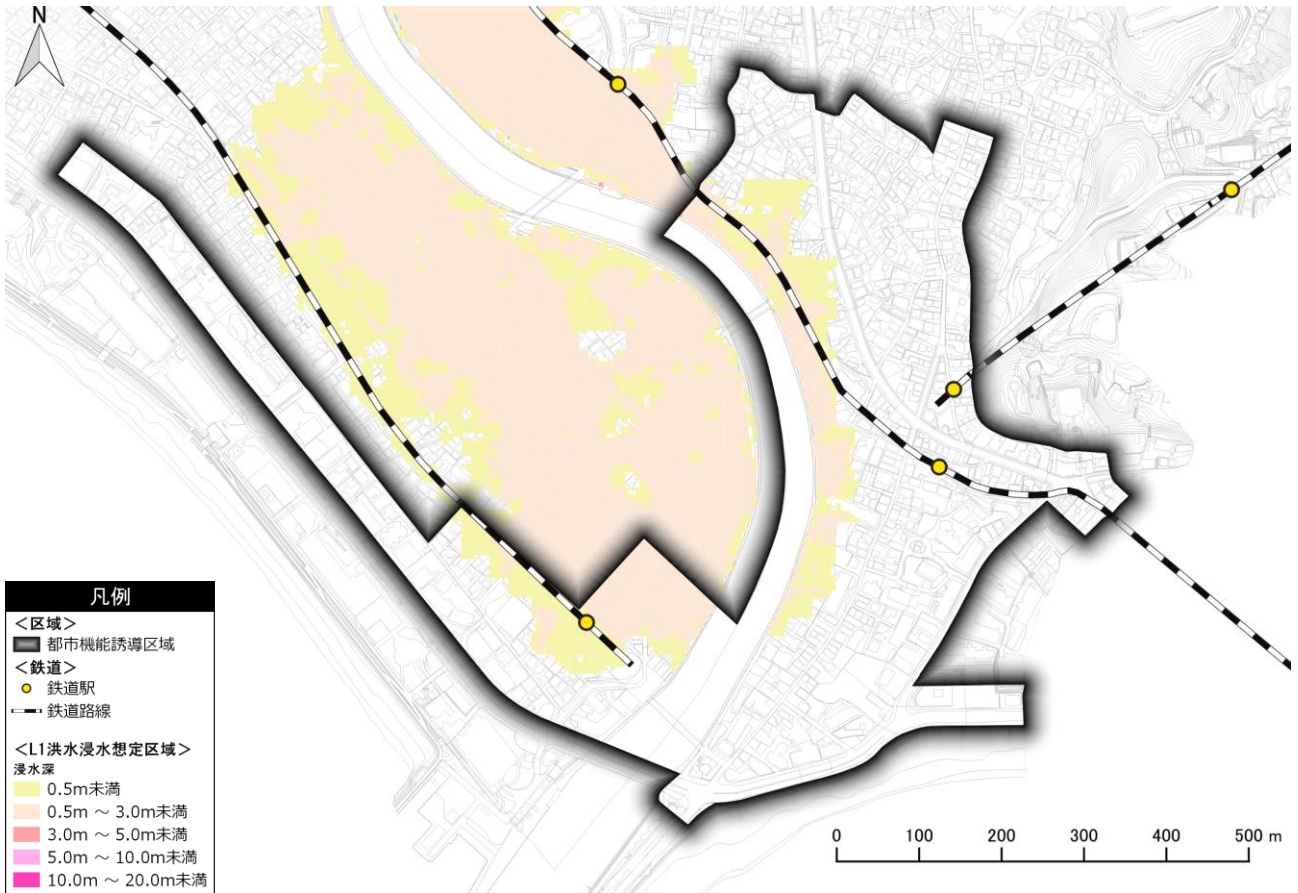 N
凡例
<区域>
都市機能誘導区域
<鉄道>
鉄道駅
鉄道路線
<L1洪水浸水想定区域>
浸水深
0.5m未満
0.5m ～ 3.0m未満
3.0m ～ 5.0m未満
5.0m ～ 10.0m未満
10.0m ～ 20.0m未満
0 100 200 300 400 500 m